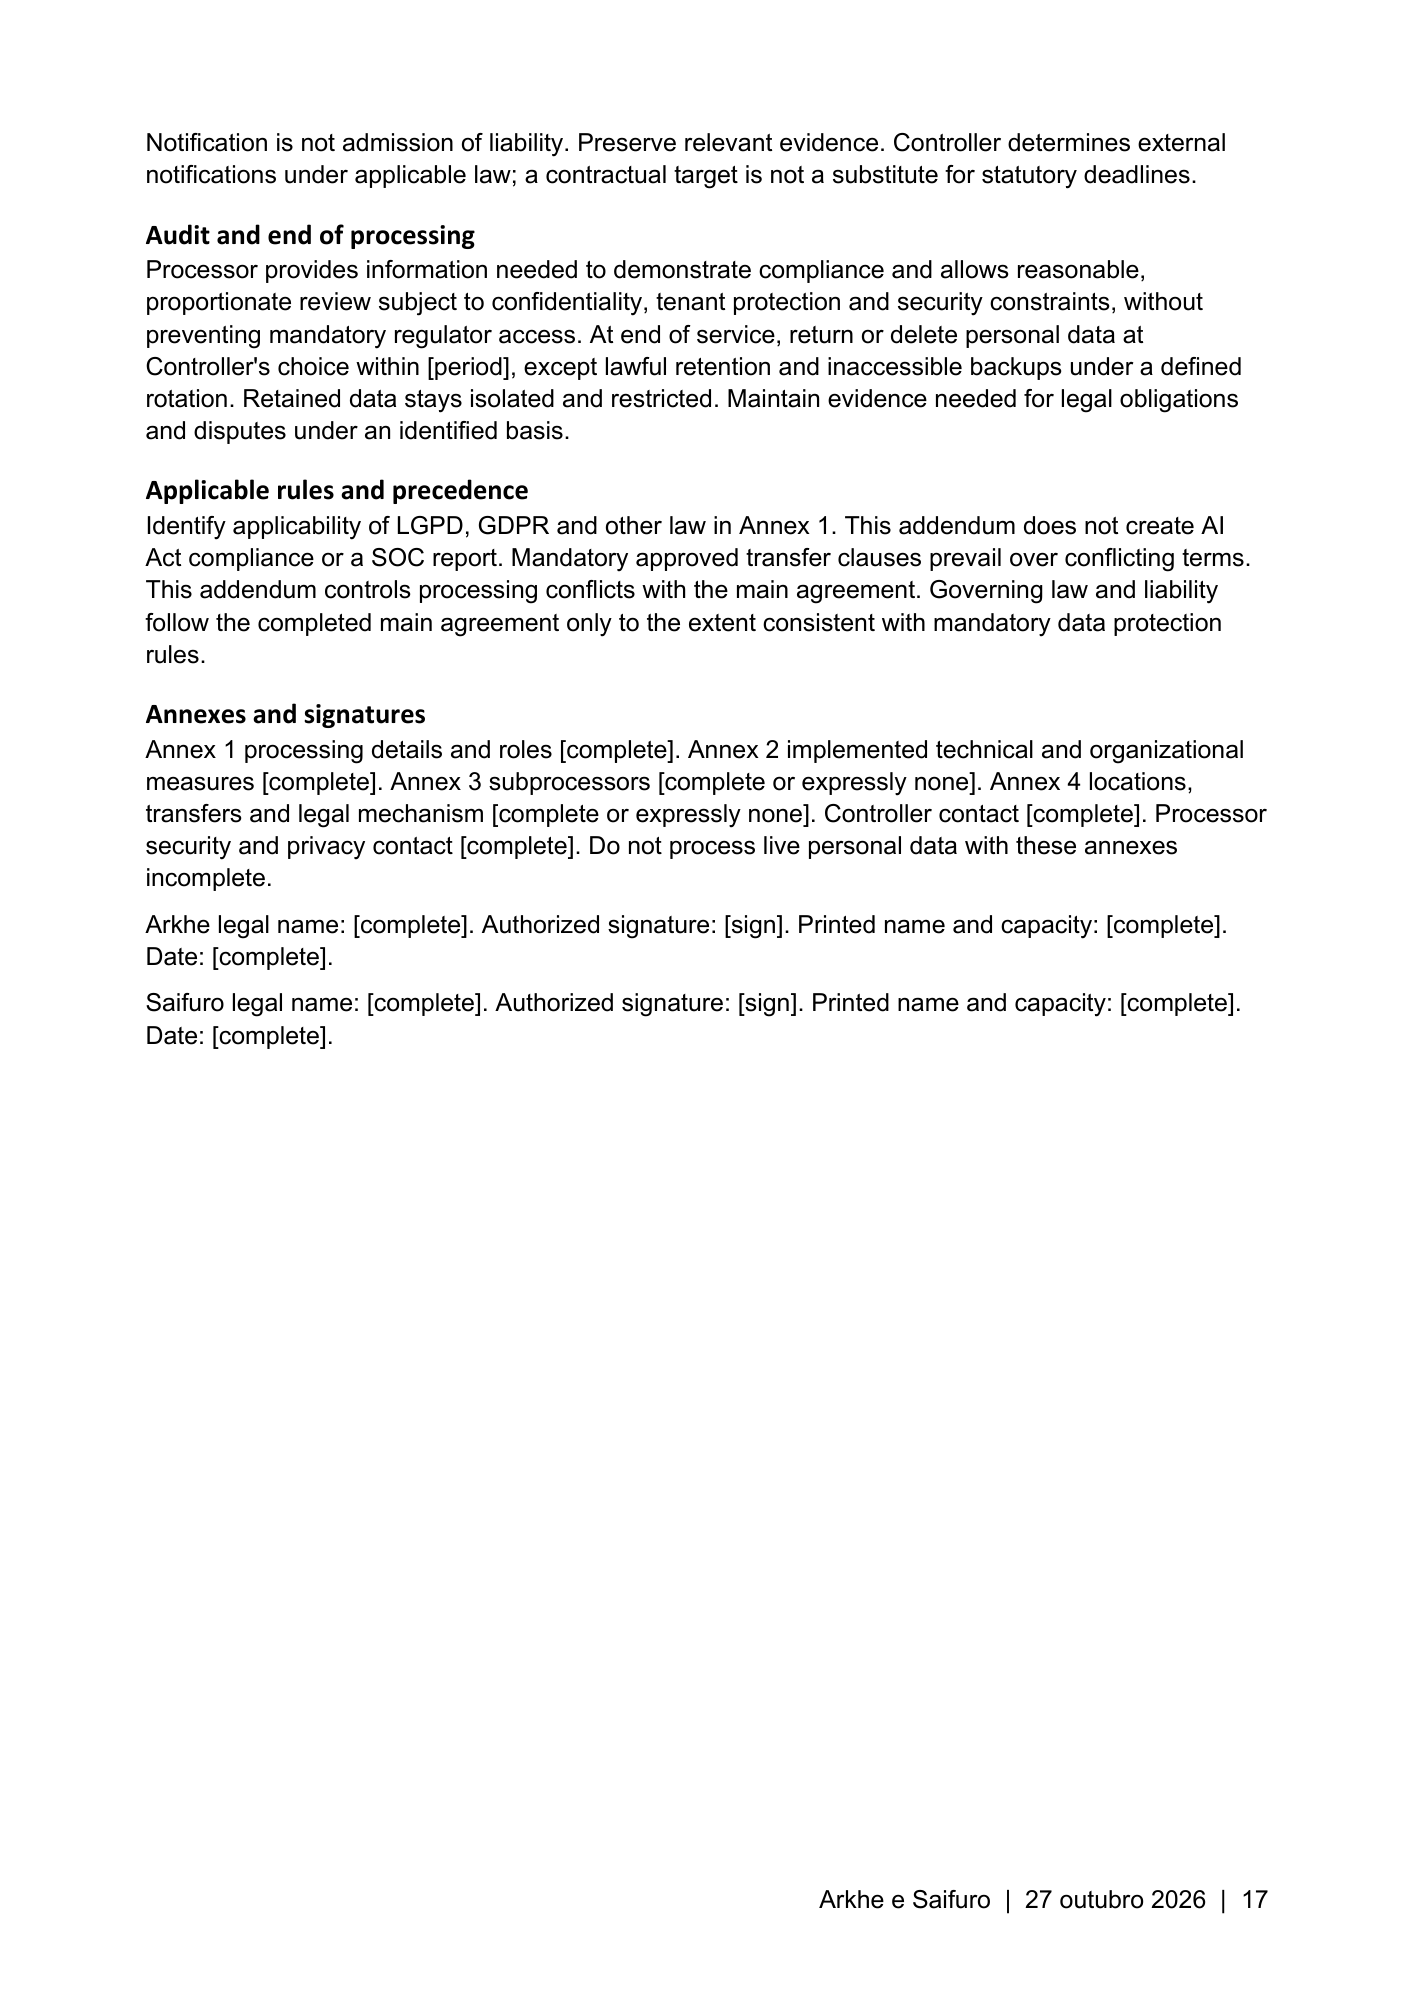 Notification is not admission of liability. Preserve relevant evidence. Controller determines external
notifications under applicable law; a contractual target is not a substitute for statutory deadlines.
Audit and end of processing
Processor provides information needed to demonstrate compliance and allows reasonable,
proportionate review subject to confidentiality, tenant protection and security constraints, without
preventing mandatory regulator access. At end of service, return or delete personal data at
Controller's choice within [period], except lawful retention and inaccessible backups under a defined
rotation. Retained data stays isolated and restricted. Maintain evidence needed for legal obligations
and disputes under an identified basis.
Applicable rules and precedence
Identify applicability of LGPD, GDPR and other law in Annex 1. This addendum does not create AI
Act compliance or a SOC report. Mandatory approved transfer clauses prevail over conflicting terms.
This addendum controls processing conflicts with the main agreement. Governing law and liability
follow the completed main agreement only to the extent consistent with mandatory data protection
rules.
Annexes and signatures
Annex 1 processing details and roles [complete]. Annex 2 implemented technical and organizational
measures [complete]. Annex 3 subprocessors [complete or expressly none]. Annex 4 locations,
transfers and legal mechanism [complete or expressly none]. Controller contact [complete]. Processor
security and privacy contact [complete]. Do not process live personal data with these annexes
incomplete.
Arkhe legal name: [complete]. Authorized signature: [sign]. Printed name and capacity: [complete].
Date: [complete].
Saifuro legal name: [complete]. Authorized signature: [sign]. Printed name and capacity: [complete].
Date: [complete].
Arkhe e Saifuro | 27 outubro 2026 | 17